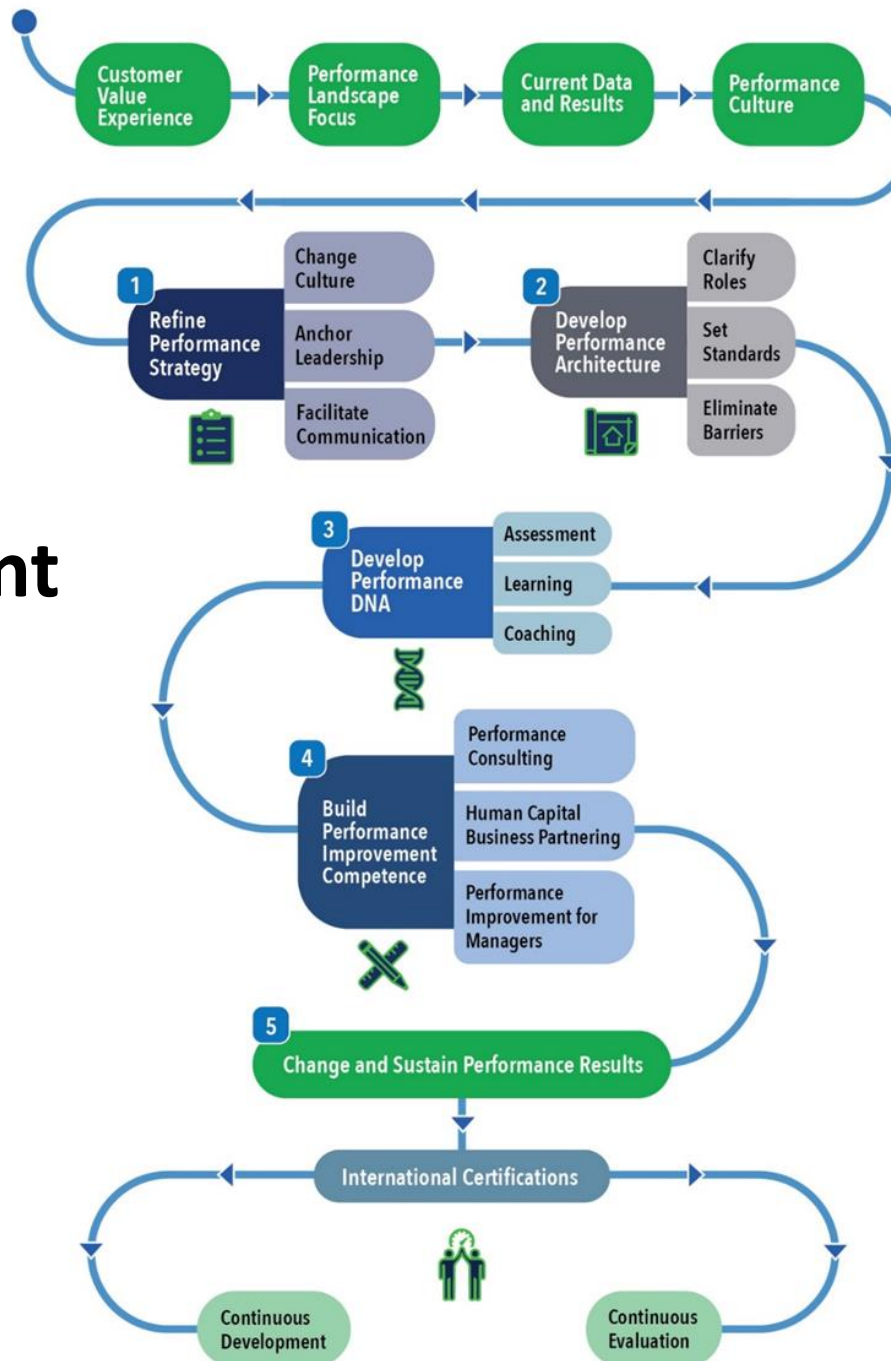 Customer
Value
Experience
Performance
Landscape
Focus
Current Data
and Results
Performance
Culture
1
Refine
Performance
Strategy
Change
Culture
Anchor
Leadership
Facilitate
Communication
2
Develop
Performance
Architecture
Clarify
Roles
Set
Standards
Eliminate
Barriers
nt
3
Develop
Performance
DNA
Assessment
Learning
Coaching
4
Build
Performance
Improvement
Competence
Performance
Consulting
Human Capital
Business Partnering
Performance
Improvement for
Managers
5
Change and Sustain Performance Results
International Certifications
Continuous
Development
Continuous
Evaluation